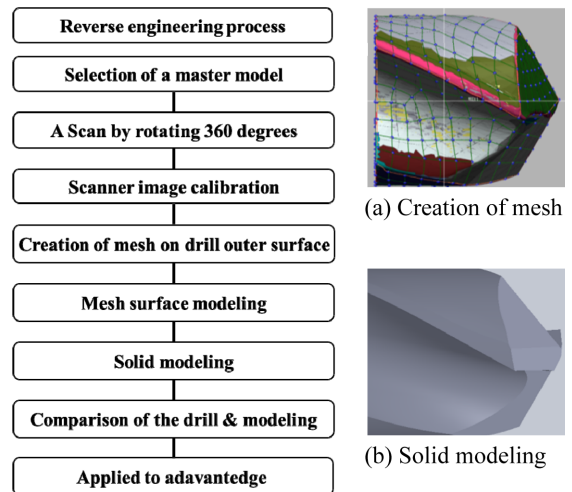 Reverse engineering process
Selection of a master model
A Scan by rotating 360 degrees
Scanner image calibration
Creation of mesh on drill outer surface
Mesh surface modeling
Solid modeling
Comparison of the drill & modeling
Applied to adavantedge
(a) Creation of mesh
(b) Solid modeling